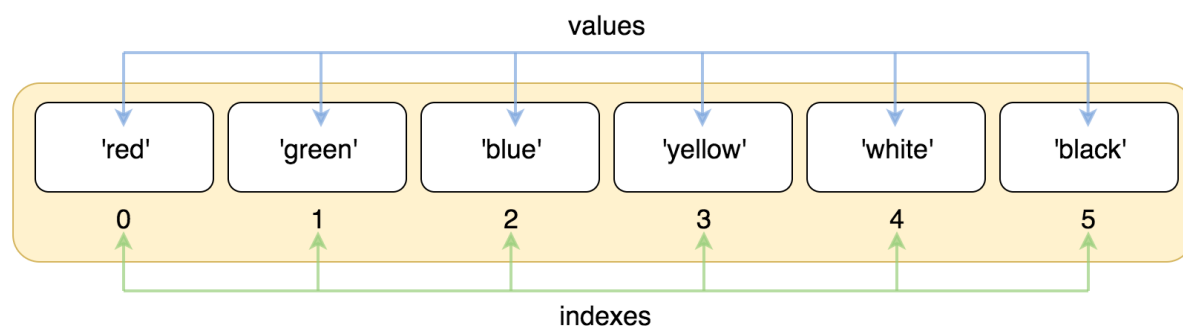 values
'red' 'green' 'blue' 'yellow' 'white' 'black'
0 1 2 3 4 5
indexes